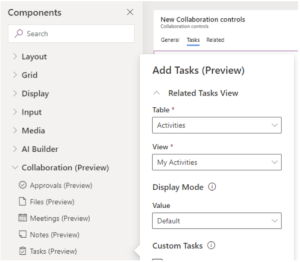 Components
Search
Layout
Grid
Display
Input
Media
AI Builder
Collaboration (Preview)
Approvals (Preview)
Files (Preview)
Meetings (Preview)
Notes (Preview)
Tasks (Preview)
New Collaboration controls
Collaboration controls
General Tasks Related
Add Tasks (Preview)
Related Tasks View
Table *
Activities
View *
My Activities
Display Mode
Value
Default
Custom Tasks